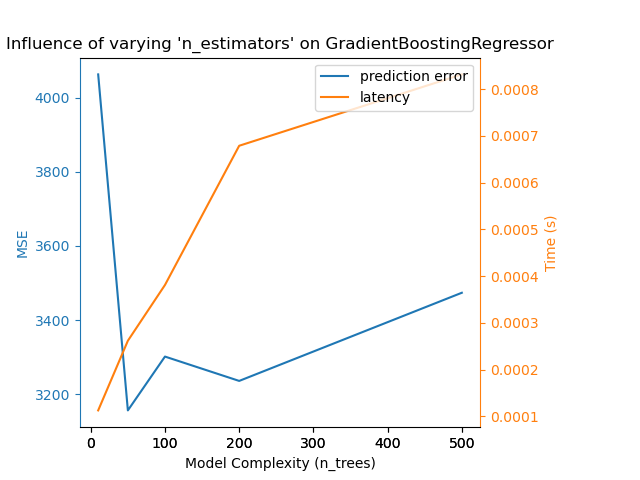 Influence of varying 'n_estimators' on GradientBoostingRegressor
prediction error
latency
4000
3800
3600
3400
3200
MSE
0.0008
0.0007
0.0006
0.0005
0.0004
0.0003
0.0002
0.0001
Time (s)
0 100 200 300 400 500
Model Complexity (n_trees)